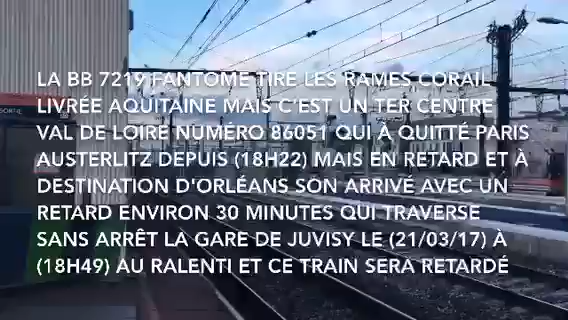 LA BB 7219 FANTOME TIRE LES RAMES CORAIL
LIVRÉE AQUITAINE MAIS C'EST UN TER CENTRE
VAL DE LOIRE NUMÉRO 86051 QUI À QUITTÉ PARIS
AUSTERLITZ DEPUIS (18H22) MAIS EN RETARD ET À
DESTINATION D'ORLÉANS SON ARRIVÉ AVEC UN
RETARD ENVIRON 30 MINUTES QUI TRAVERSE
SANS ARRÊT LA GARE DE JUVISY LE (21/03/17) À
(18H49) AU RALENTI ET CE TRAIN SERA RETARDÉ